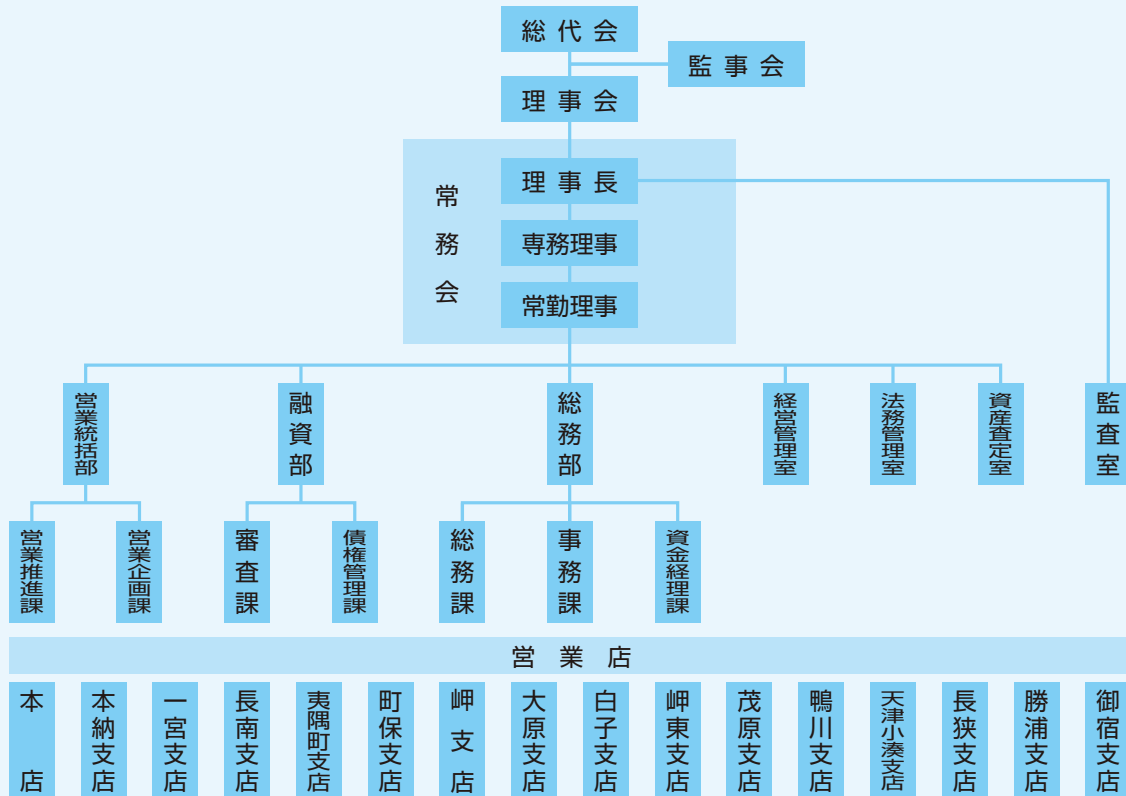 総代会
監事会
理事会
常務会
理事長
専務理事
常勤理事
営業統括部
融資部
総務部
経営管理室
法務管理室
資産査定室
監査室
営業推進課
営業企画課
審査課
債権管理課
総務課
事務課
資金経理課
営業店
本店
本納支店
一宮支店
長南支店
夷隅町支店
町保支店
岬支店
大原支店
白子支店
岬東支店
茂原支店
鴨川支店
天津小湊支店
長狭支店
勝浦支店
御宿支店